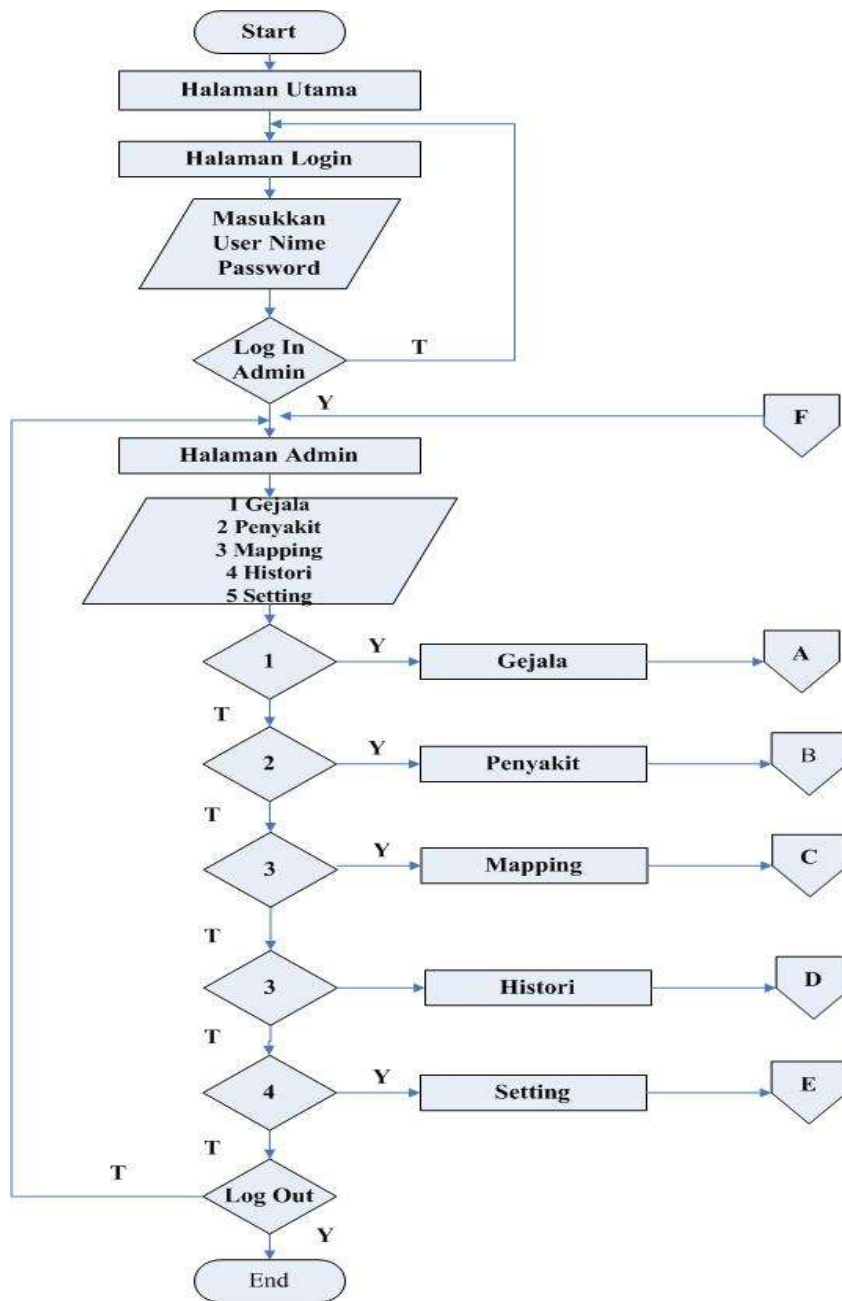 Start
Halaman Utama
Halaman Login
Masukkan
User Nime
Password
Log In
Admin
T
Y
F
Halaman Admin
1 Gejala
2 Penyakit
3 Mapping
4 Histori
5 Setting
1
Y
Gejala
A
T
2
Y
Penyakit
B
T
3
Y
Mapping
C
T
3
Histori
D
T
4
Y
Setting
E
T
T
Log Out
Y
End